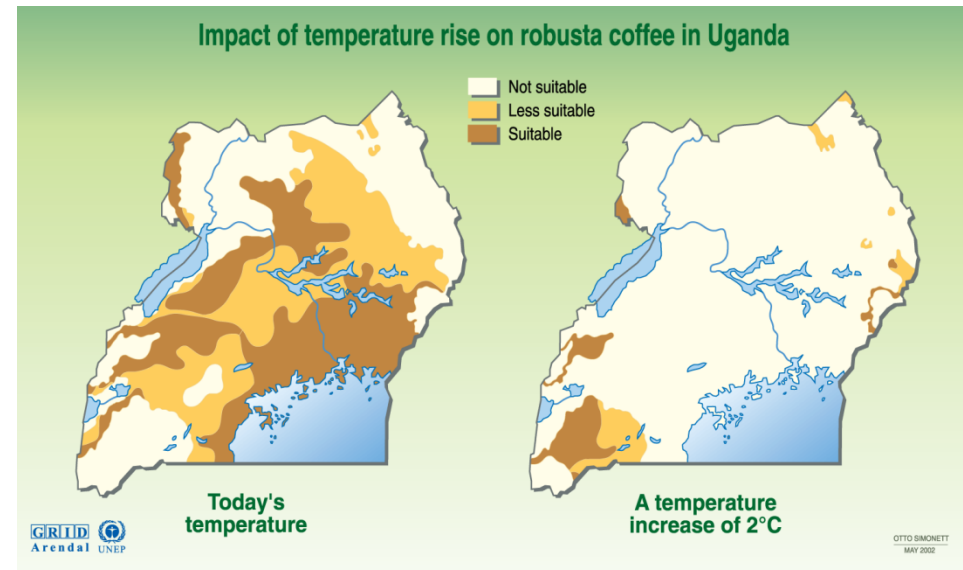 Impact of temperature rise on robusta coffee in Uganda
Not suitable
Less suitable
Suitable
Today's
temperature
A temperature
increase of 2°C
GRID
Arendal
UNEP
OTTO SIMONETT
MAY 2002